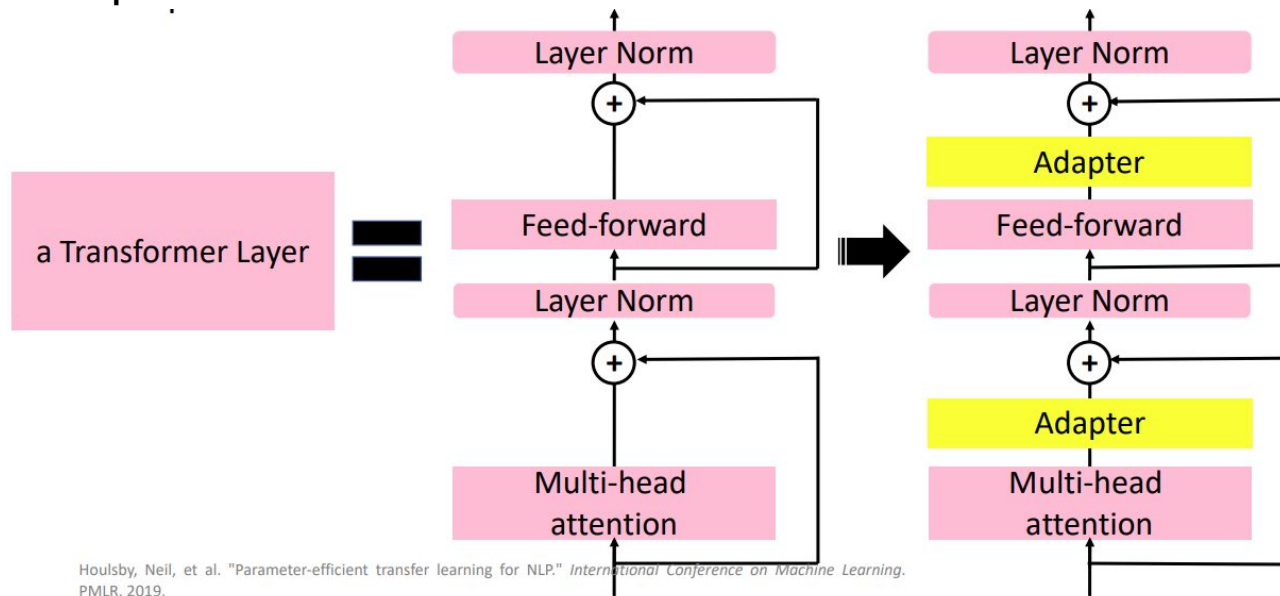 Layer Norm
+
Feed-forward
Layer Norm
+
Multi-head
attention
a Transformer Layer
Layer Norm
+
Adapter
Feed-forward
Layer Norm
+
Adapter
Multi-head
attention
Houlsby, Neil, et al. "Parameter-efficient transfer learning for NLP." International Conference on Machine Learning.
PMLR, 2019.